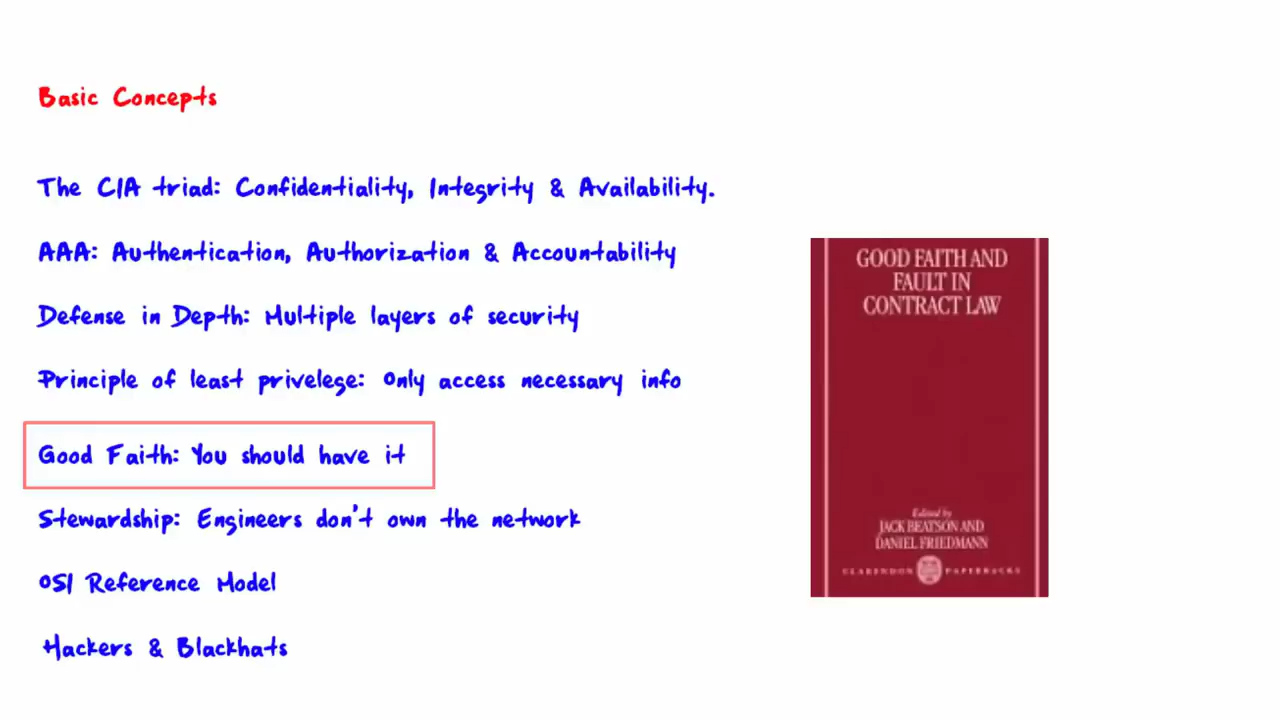 Basic Concepts
The CIA triad: Confidentiality, Integrity & Availability.
AAA: Authentication, Authorization & Accountability
Defense in Depth: Multiple layers of security
Principle of least privelege: Only access necessary info
Good Faith: You should have it
Stewardship: Engineers don't own the network
OSI Reference Model
Hackers & Blackhats
GOOD FAITH AND
FAULT IN
CONTRACT LAW
Edited by
JACK BEATSON AND
DANIEL FRIEDMANN
CLARENDON PAPERBACKS